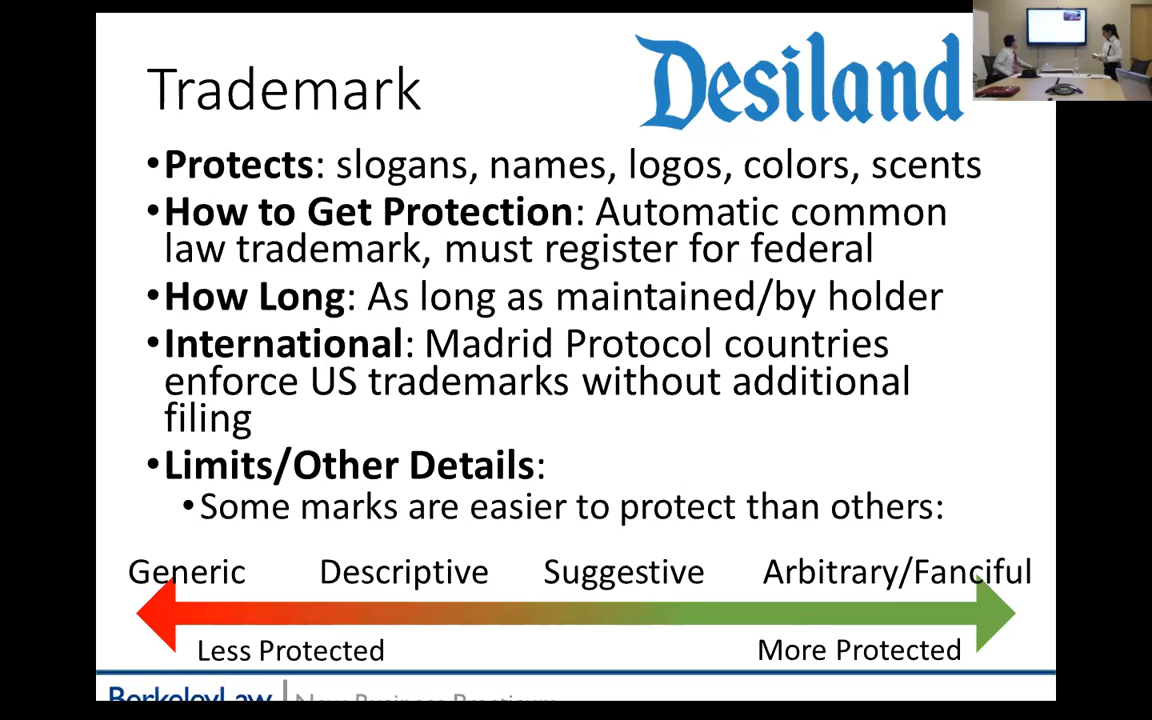 Trademark
Desiland
•Protects: slogans, names, logos, colors, scents
•How to Get Protection: Automatic common
law trademark, must register for federal
•How Long: As long as maintained/by holder
•International: Madrid Protocol countries
enforce US trademarks without additional
filing
•Limits/Other Details:
•Some marks are easier to protect than others:
Generic Descriptive Suggestive Arbitrary/Fanciful
Less Protected More Protected
BerkeleyLaw New Business Practicum